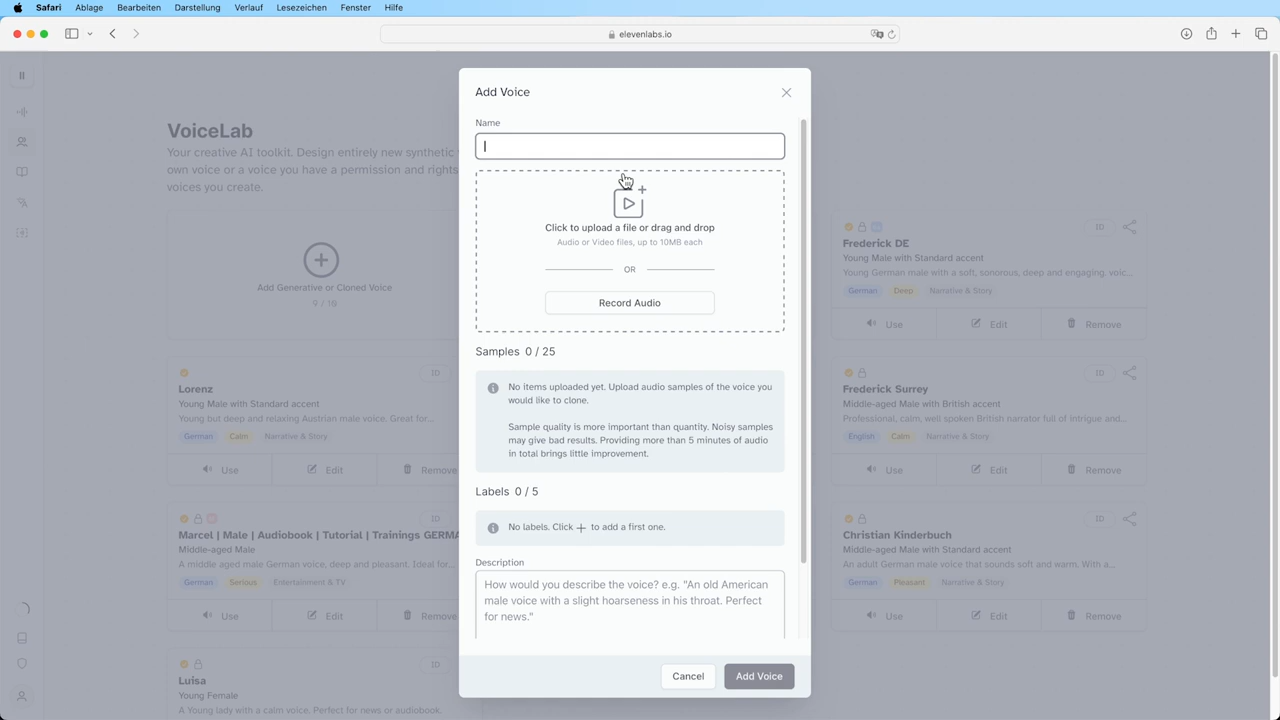 Safari Ablage Bearbeiten Darstellung Verlauf Lesezeichen Fenster Hilfe
elevenlabs.io
VoiceLab
Your creative AI toolkit. Design entirely new synthetic
own voice or a voice you have a permission and rights
voices you create.
Add Generative or Cloned Voice
9 / 10
Lorenz
ID
Young Male with Standard accent
Young but deep and relaxing Austrian male voice. Great for...
German Calm Narrative & Story
Use Edit Remove
ID
Marcel | Male | Audiobook | Tutorial | Trainings GERMA
Middle-aged Male
A middle aged male German voice, deep and pleasant. Ideal for...
German Serious Entertainment & TV
Use Edit Remove
ID
Luisa
Young Female
A Young lady with a calm voice. Perfect for news or audiobook.
Add Voice
Name
Click to upload a file or drag and drop
Audio or Video files, up to 10MB each
OR
Record Audio
Samples 0 / 25
No items uploaded yet. Upload audio samples of the voice you
would like to clone.
Sample quality is more important than quantity. Noisy samples
may give bad results. Providing more than 5 minutes of audio
in total brings little improvement.
Labels 0 / 5
No labels. Click + to add a first one.
Description
How would you describe the voice? e.g. "An old American
male voice with a slight hoarseness in his throat. Perfect
for news."
Cancel Add Voice
ID
Frederick DE
Young Male with Standard accent
Young German male with a soft, sonorous, deep and engaging. voic...
German Deep Narrative & Story
Use Edit Remove
ID
Frederick Surrey
Middle-aged Male with British accent
Professional, calm, well spoken British narrator full of intrigue and...
English Calm Narrative & Story
Use Edit Remove
ID
Christian Kinderbuch
Middle-aged Male with Standard accent
An adult German male voice that sounds soft and warm. With a...
German Pleasant Narrative & Story
Use Edit Remove